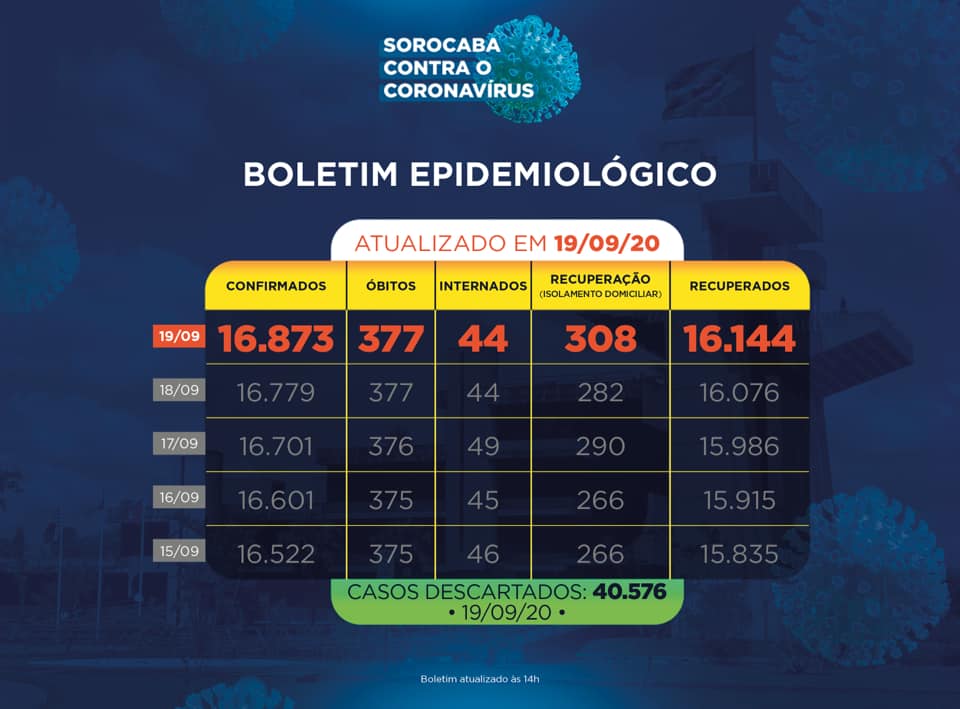 SOROCABA
CONTRA O
CORONAVÍRUS
BOLETIM EPIDEMIOLÓGICO
ATUALIZADO EM 19/09/20
CONFIRMADOS ÓBITOS INTERNADOS RECUPERAÇÃO (ISOLAMENTO DOMICILIAR) RECUPERADOS
19/09 16.873 377 44 308 16.144
18/09 16.779 377 44 282 16.076
17/09 16.701 376 49 290 15.986
16/09 16.601 375 45 266 15.915
15/09 16.522 375 46 266 15.835
CASOS DESCARTADOS: 40.576
• 19/09/20 •
Boletim atualizado às 14h